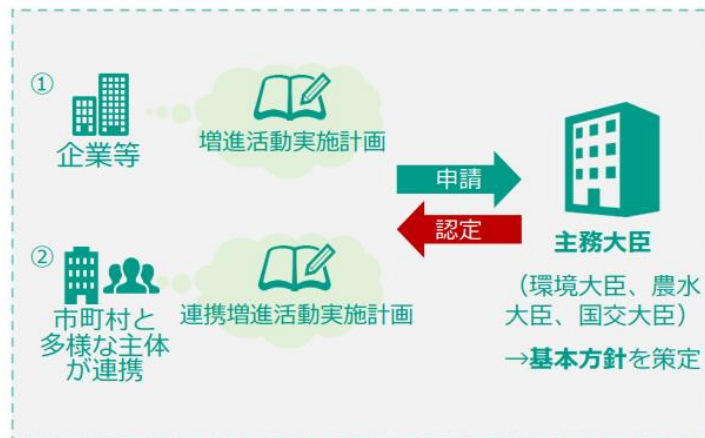 ①
企業等
増進活動実施計画
②
市町村と
多様な主体
が連携
連携増進活動実施計画
申請
認定
主務大臣
(環境大臣、農水
大臣、国交大臣)
→基本方針を策定